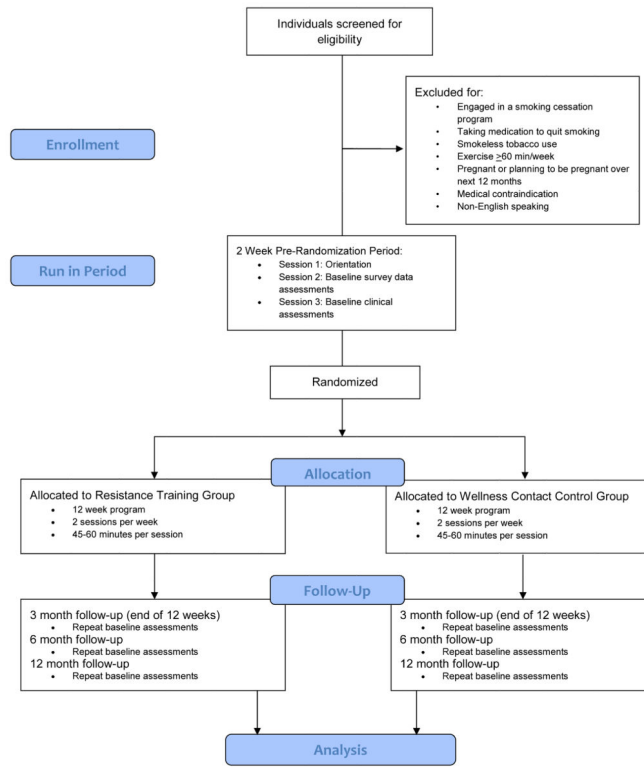 Individuals screened for
eligibility
Excluded for:
• Engaged in a smoking cessation
program
• Taking medication to quit smoking
• Smokeless tobacco use
• Exercise ≥60 min/week
• Pregnant or planning to be pregnant over
next 12 months
• Medical contraindication
• Non-English speaking
Enrollment
2 Week Pre-Randomization Period:
• Session 1: Orientation
• Session 2: Baseline survey data
assessments
• Session 3: Baseline clinical
assessments
Run in Period
Randomized
Allocation
Allocated to Resistance Training Group
• 12 week program
• 2 sessions per week
• 45-60 minutes per session
Allocated to Wellness Contact Control Group
• 12 week program
• 2 sessions per week
• 45-60 minutes per session
Follow-Up
3 month follow-up (end of 12 weeks)
• Repeat baseline assessments
6 month follow-up
• Repeat baseline assessments
12 month follow-up
• Repeat baseline assessments
3 month follow-up (end of 12 weeks)
• Repeat baseline assessments
6 month follow-up
• Repeat baseline assessments
12 month follow-up
• Repeat baseline assessments
Analysis